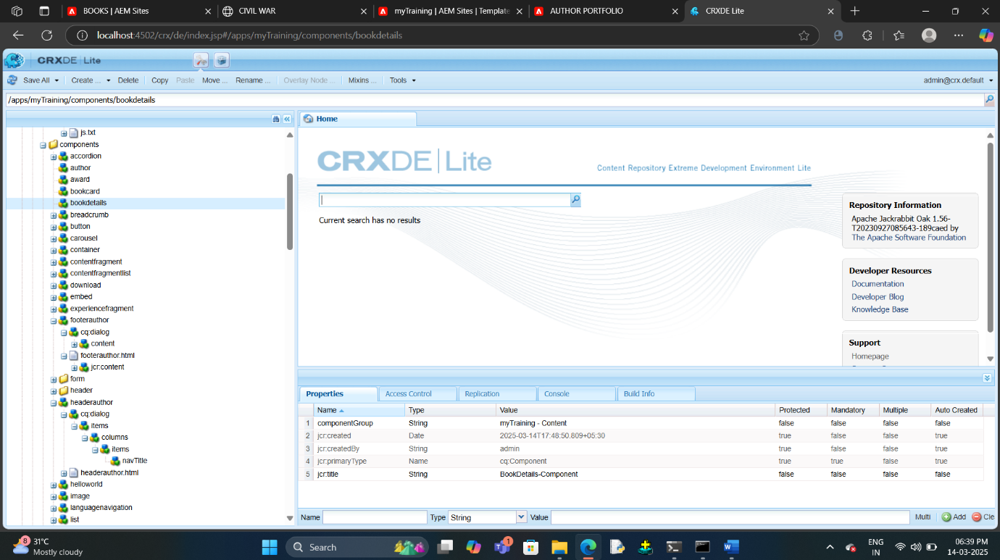 BOOKS | AEM Sites
CIVIL WAR
myTraining | AEM Sites | Template
AUTHOR PORTFOLIO
CRXDE Lite
localhost:4502/crx/de/index.jsp#/apps/myTraining/components/bookdetails
CRXDE | Lite
Save All Create ... Delete Copy Paste Move ... Rename ... Overlay Node ... Mixins ... Tools admin@crx.default
/apps/myTraining/components/bookdetails
js.txt
components
accordion
author
award
bookcard
bookdetails
breadcrumb
button
carousel
container
contentfragment
contentfragmentlist
download
embed
experiencefragment
footerauthor
cq:dialog
content
footerauthor.html
jcr:content
form
header
headerauthor
cq:dialog
items
columns
items
navTitle
headerauthor.html
helloworld
image
languagenavigation
list
Home
CRXDE | Lite
Content Repository Extreme Development Environment Lite
Current search has no results
Repository Information
Apache Jackrabbit Oak 1.56-
T20230927085643-189caed by
The Apache Software Foundation
Developer Resources
Documentation
Developer Blog
Knowledge Base
Support
Homepage
Properties Access Control Replication Console Build Info
Name Type Value Protected Mandatory Multiple Auto Created
1 componentGroup String myTraining - Content false false false false
2 jcr:created Date 2025-03-14T17:48:50.809+05:30 true false false true
3 jcr:createdBy String admin true false false true
4 jcr:primaryType Name cq:Component true true false true
5 jcr:title String BookDetails-Component false false false false
Name Type String Value Multi Add Cle
8
31°C
Mostly cloudy
Search
1
ENG
IN
06:39 PM
14-03-2025